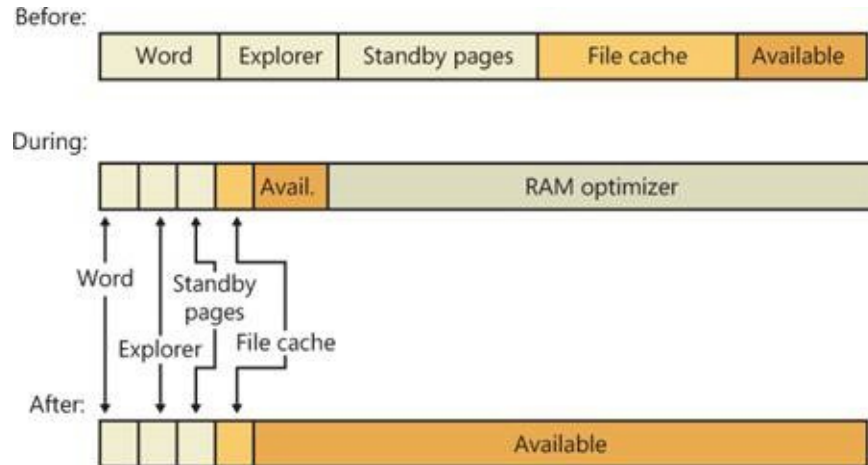 Before:
Word Explorer Standby pages File cache Available
During:
Avail. RAM optimizer
Word
Standby
pages
Explorer
File cache
After:
Available